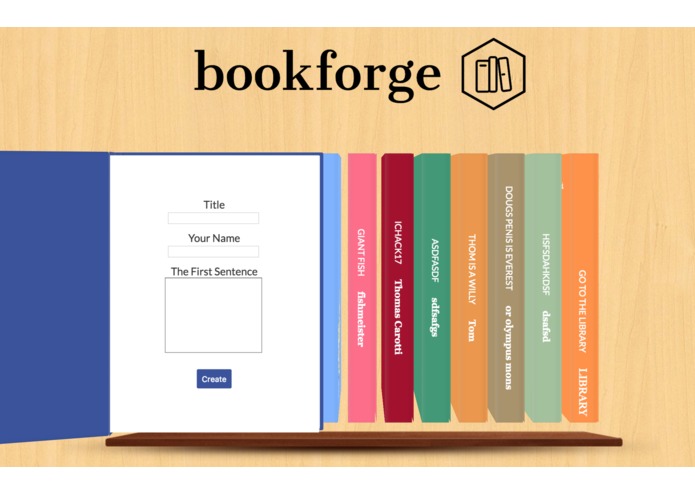 bookforge
Title
Your Name
The First Sentence
Create
GIANT FISH fishmeister
ICHACK17 Thomas Carotti
ASDFASDF sdfsafgs
THOM IS A WILLY Tom
DOUGS PENIS IS EVEREST or olympus mons
HSFSDAHKDSF dsafsd
GO TO THE LIBRARY LIBRARY